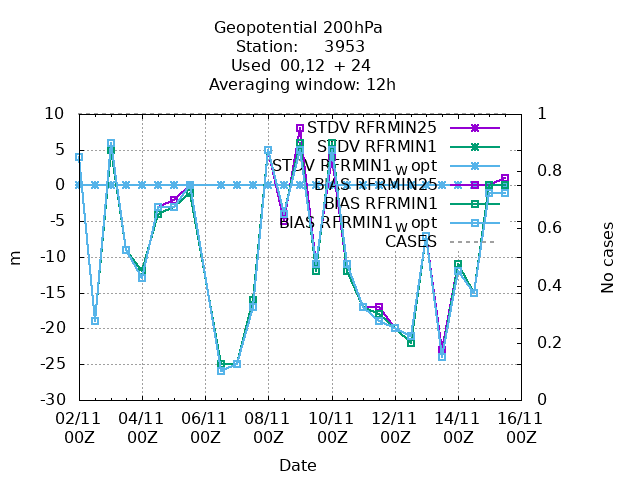 Geopotential 200hPa
Station: 3953
Used 00,12 + 24
Averaging window: 12h
10
5
0
-5
-10
-15
-20
-25
-30
m
1
0.8
0.6
0.4
0.2
0
No cases
STDV RFRMIN25
STDV RFRMIN1
STDV RFRMIN1_W opt
BIAS RFRMIN25
BIAS RFRMIN1
BIAS RFRMIN1_W opt
CASES
02/11 04/11 06/11 08/11 10/11 12/11 14/11 16/11
00Z 00Z 00Z 00Z 00Z 00Z 00Z 00Z
Date